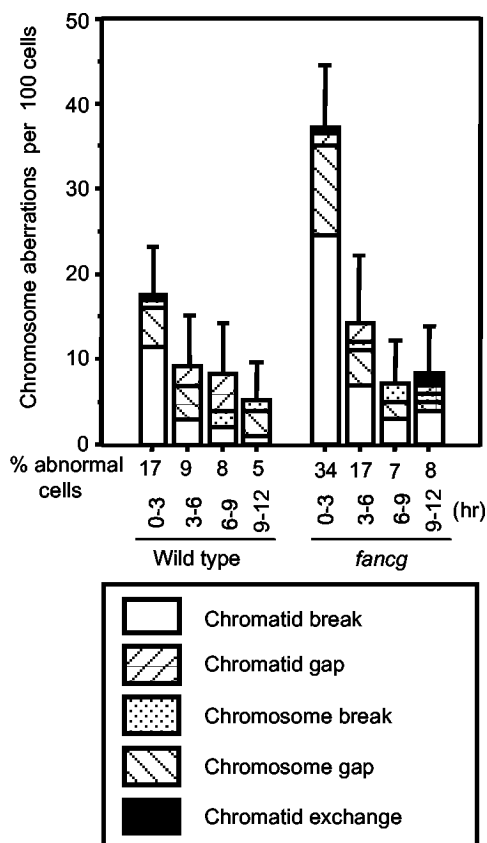 Chromosome aberrations per 100 cells
50
40
30
20
10
0
% abnormal cells
17 9 8 5 34 17 7 8
0-3 3-6 6-9 9-12 0-3 3-6 6-9 9-12 (hr)
Wild type fancg
Chromatid break
Chromatid gap
Chromosome break
Chromosome gap
Chromatid exchange